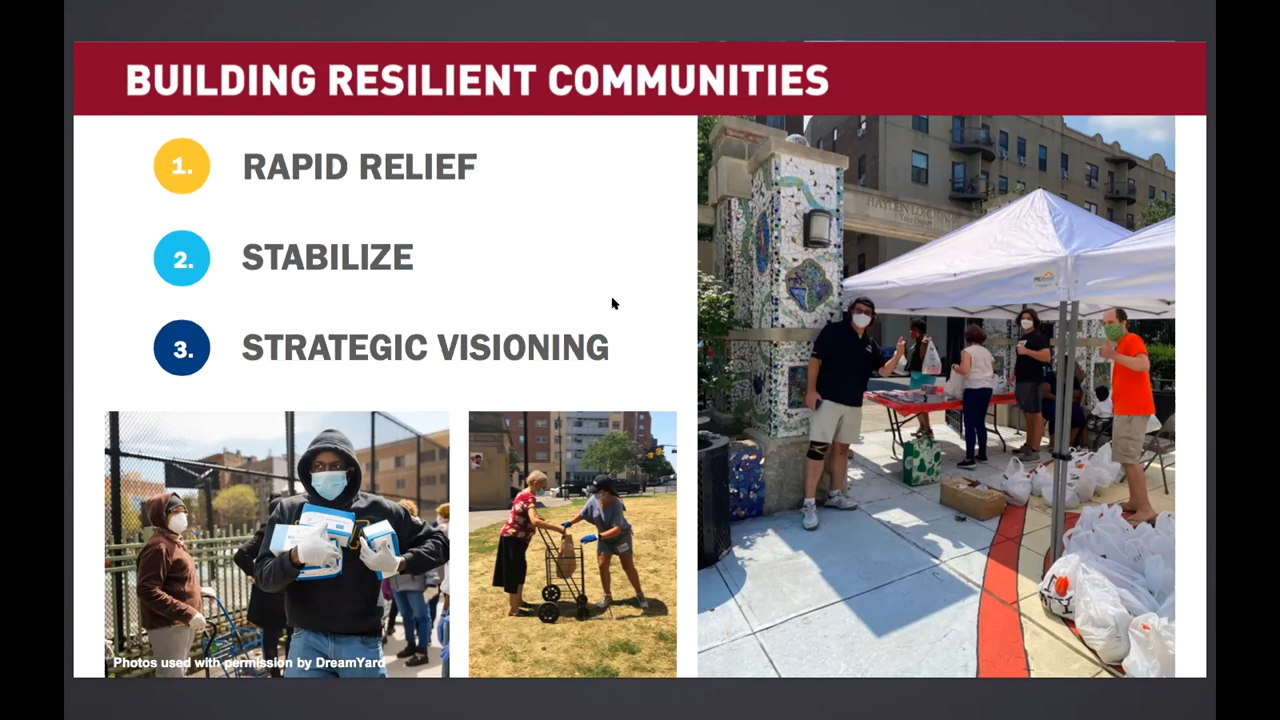 BUILDING RESILIENT COMMUNITIES
1. RAPID RELIEF
2. STABILIZE
3. STRATEGIC VISIONING
Photos used with permission by DreamYard